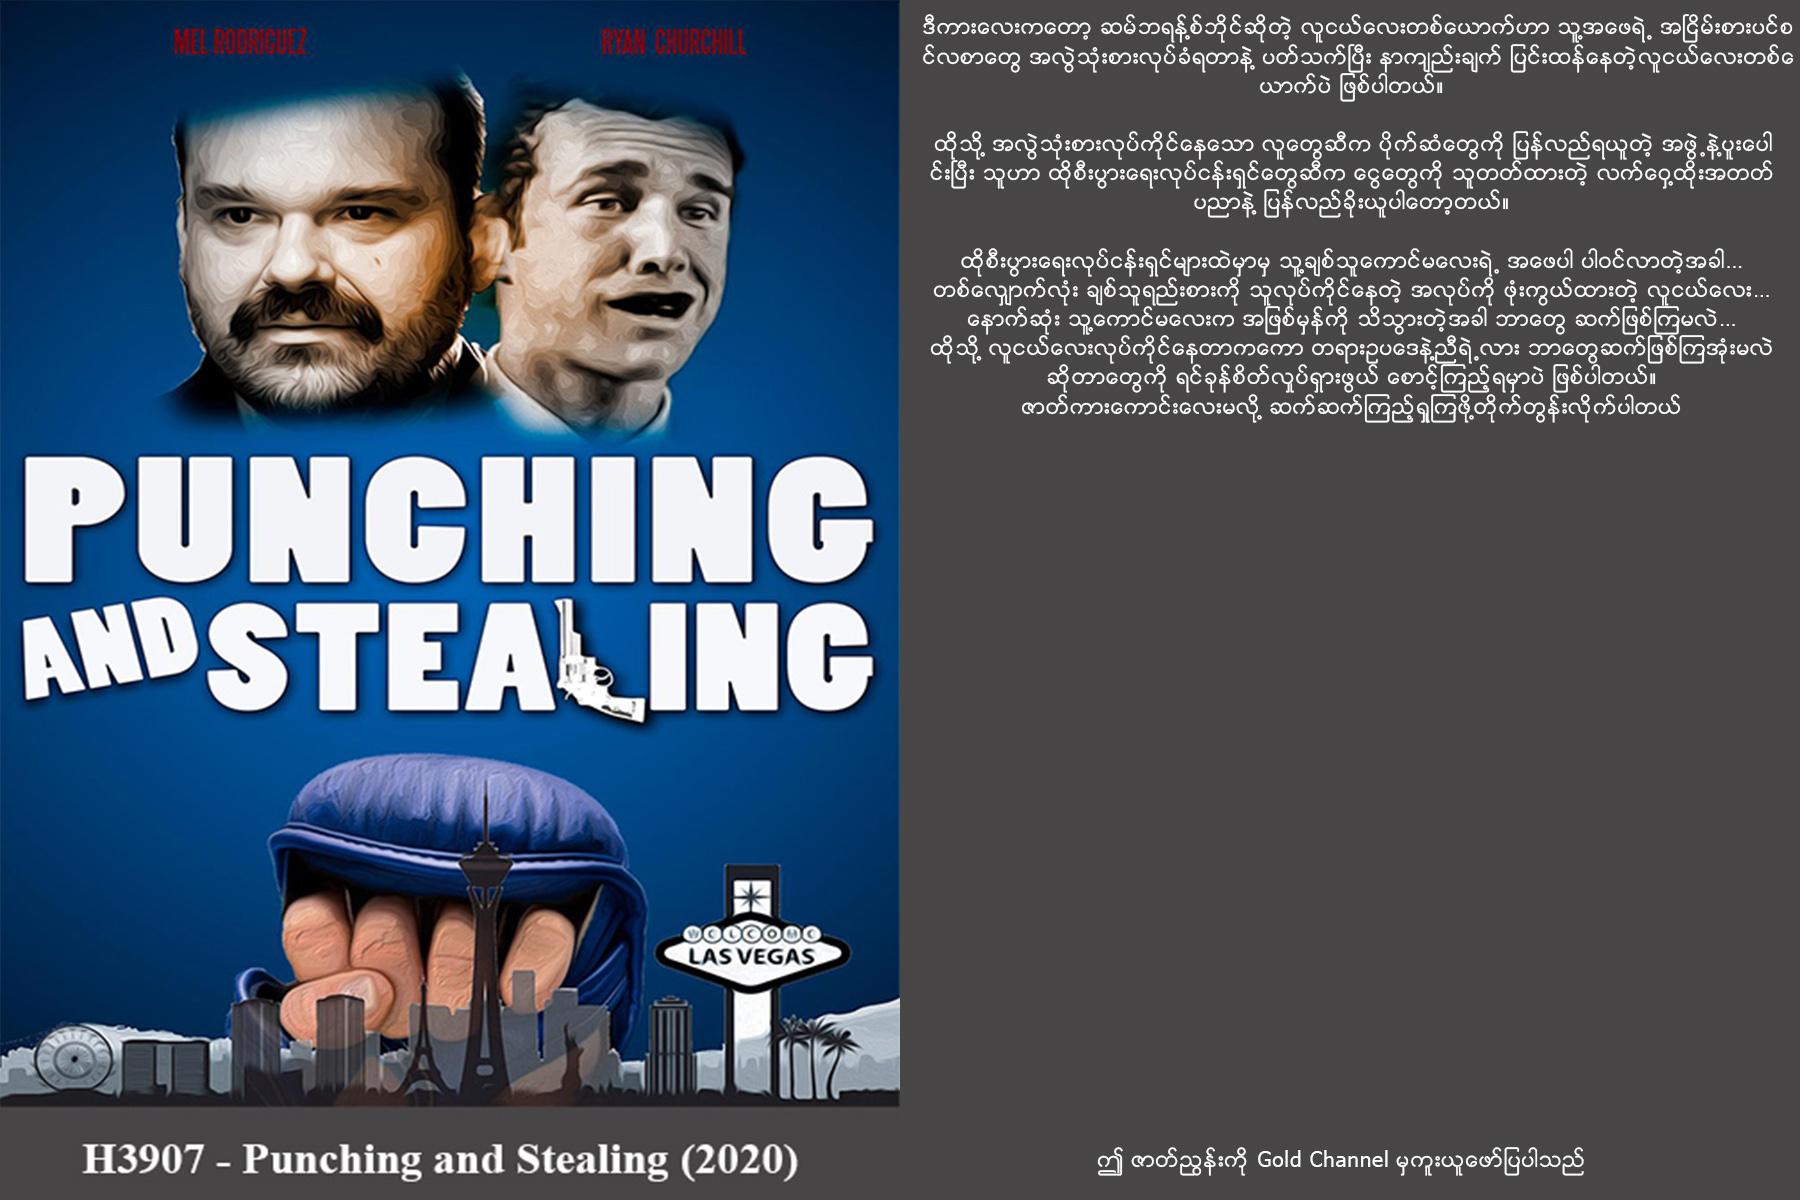 MEL RODRIGUEZ
RYAN CHURCHILL
PUNCHING
AND STEALING
WELCOME
LAS VEGAS
H3907 - Punching and Stealing (2020)
ဒီကားလေးကတော့ ဆမ်ဘရန့်စ်ဘိုင်ဆိုတဲ့ လူငယ်လေးတစ်ယောက်ဟာ သူ့အဖေရဲ့ အငြိမ်းစားပင်စ
င်လစာတွေ အလွဲသုံးစားလုပ်ခံရတာနဲ့ ပတ်သက်ပြီး နာကျည်းချက် ပြင်းထန်နေတဲ့လူငယ်လေးတစ်ေ
ယာက်ပဲ ဖြစ်ပါတယ်။
ထိုသို့ အလွဲသုံးစားလုပ်ကိုင်နေသော လူတွေဆီက ပိုက်ဆံတွေကို ပြန်လည်ရယူတဲ့ အဖွဲ့နဲ့ပူးပေါ
င်းပြီး သူဟာ ထိုစီးပွားရေးလုပ်ငန်းရှင်တွေဆီက ငွေတွေကို သူတတ်ထားတဲ့ လက်ဝှေ့ထိုးအတတ်
ပညာနဲ့ ပြန်လည်ခိုးယူပါတော့တယ်။
ထိုစီးပွားရေးလုပ်ငန်းရှင်များထဲမှာမှ သူ့ချစ်သူကောင်မလေးရဲ့ အဖေပါ ပါဝင်လာတဲ့အခါ...
တစ်လျှောက်လုံး ချစ်သူရည်းစားကို သူလုပ်ကိုင်နေတဲ့ အလုပ်ကို ဖုံးကွယ်ထားတဲ့ လူငယ်လေး...
နောက်ဆုံး သူ့ကောင်မလေးက အဖြစ်မှန်ကို သိသွားတဲ့အခါ ဘာတွေ ဆက်ဖြစ်ကြမလဲ...
ထိုသို့ လူငယ်လေးလုပ်ကိုင်နေတာကကော တရားဥပဒေနဲ့ညီရဲ့လား ဘာတွေဆက်ဖြစ်ကြအုံးမလဲ
ဆိုတာတွေကို ရင်ခုန်စိတ်လှုပ်ရှားဖွယ် စောင့်ကြည့်ရမှာပဲ ဖြစ်ပါတယ်။
ဇာတ်ကားကောင်းလေးမလို့ ဆက်ဆက်ကြည့်ရှုကြဖို့တိုက်တွန်းလိုက်ပါတယ်
ဤ ဇာတ်ညွှန်းကို Gold Channel မှကူးယူဖော်ပြပါသည်